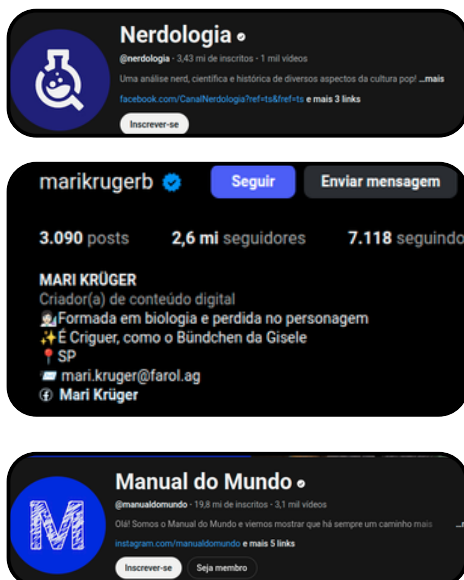 Nerdologia
@nerdologia • 3,43 mi de inscritos • 1 mil vídeos
Uma análise nerd, científica e histórica de diversos aspectos da cultura pop! ...mais
facebook.com/CanalNerdologia?ref=ts&fref=ts e mais 3 links
Inscrever-se
marikrugerb Seguir Enviar mensagem
3.090 posts 2,6 mi seguidores 7.118 seguindo
MARI KRÜGER
Criador(a) de conteúdo digital
Formada em biologia e perdida no personagem
É Criguer, como o Bündchen da Gisele
SP
mari.kruger@farol.ag
Mari Krüger
M
Manual do Mundo
@manualdomundo • 19,8 mi de inscritos • 3,1 mil vídeos
Olá! Somos o Manual do Mundo e viemos mostrar que há sempre um caminho mais
instagram.com/manualdomundo e mais 5 links
Inscrever-se Seja membro